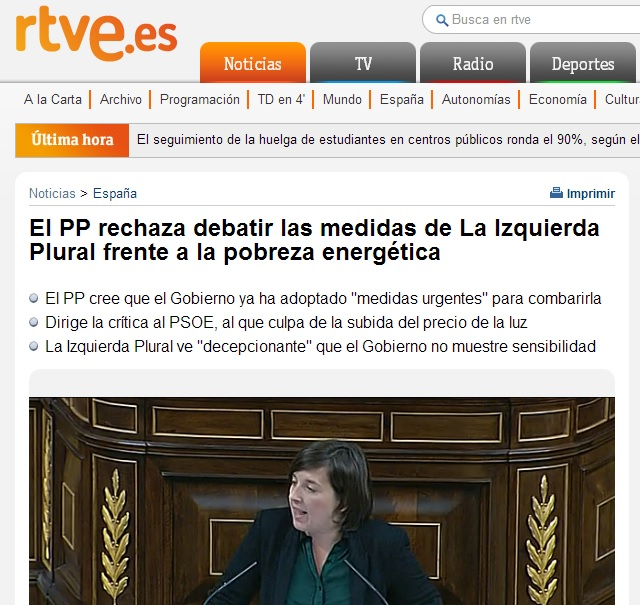 rtve.es
Busca en rtve
Noticias TV Radio Deportes
A la Carta Archivo Programación TD en 4' Mundo España Autonomías Economía Cultur
Última hora El seguimiento de la huelga de estudiantes en centros públicos ronda el 90%, según el
Noticias > España Imprimir
El PP rechaza debatir las medidas de La Izquierda
Plural frente a la pobreza energética
El PP cree que el Gobierno ya ha adoptado "medidas urgentes" para combarirla
Dirige la crítica al PSOE, al que culpa de la subida del precio de la luz
La Izquierda Plural ve "decepcionante" que el Gobierno no muestre sensibilidad